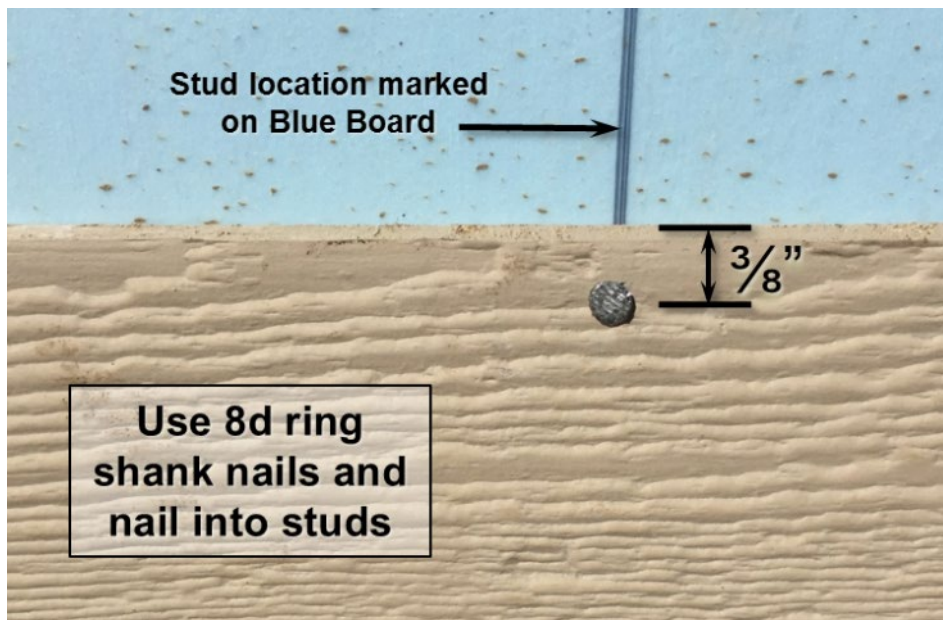 Stud location marked
on Blue Board
3/8”
Use 8d ring
shank nails and
nail into studs